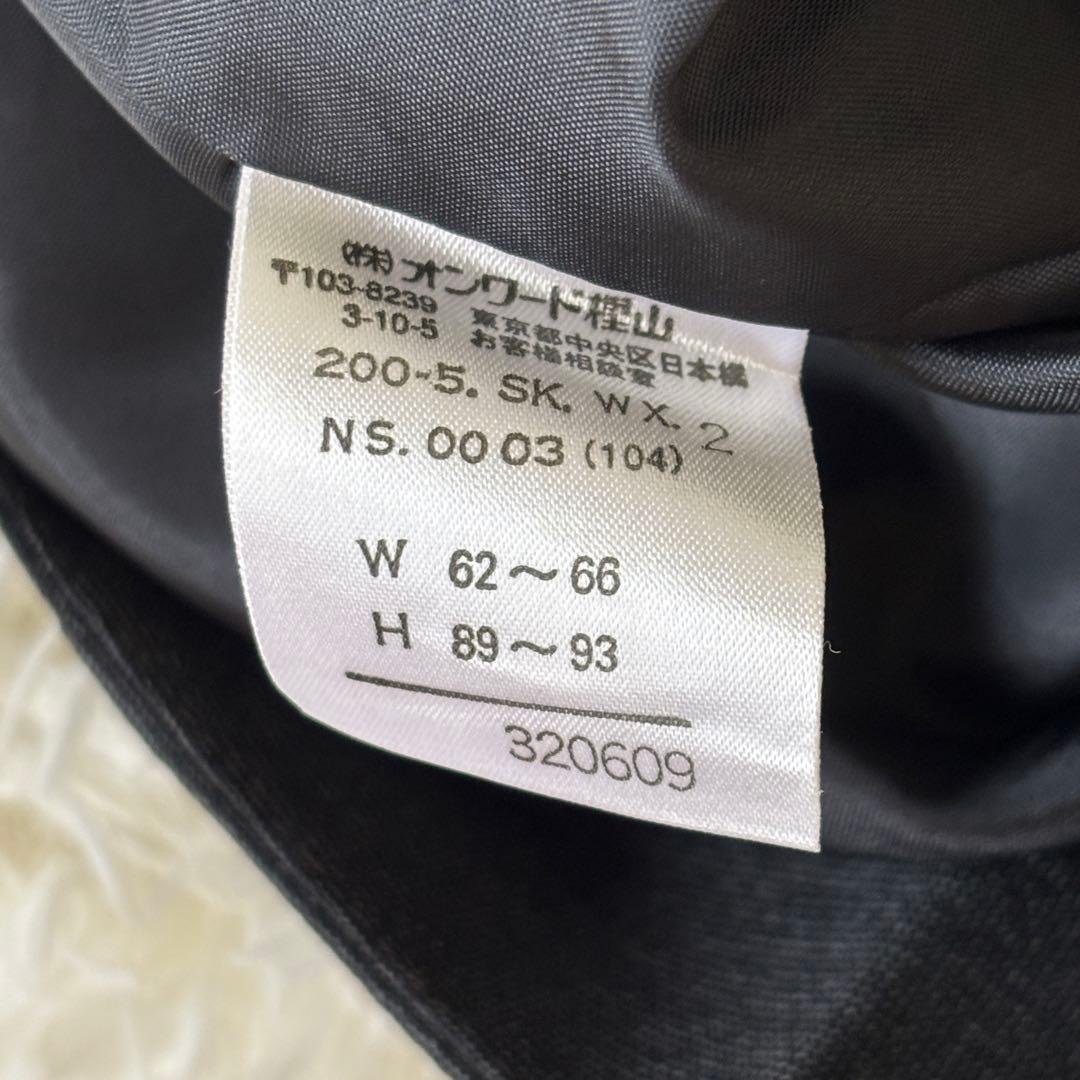 (株)オンワード樫山
〒103-8239 東京都中央区日本橋
3-10-5 お客様相談室
200-5. SK. WX. 2
NS. 0003 (104)
W 62～66
H 89～93
320609